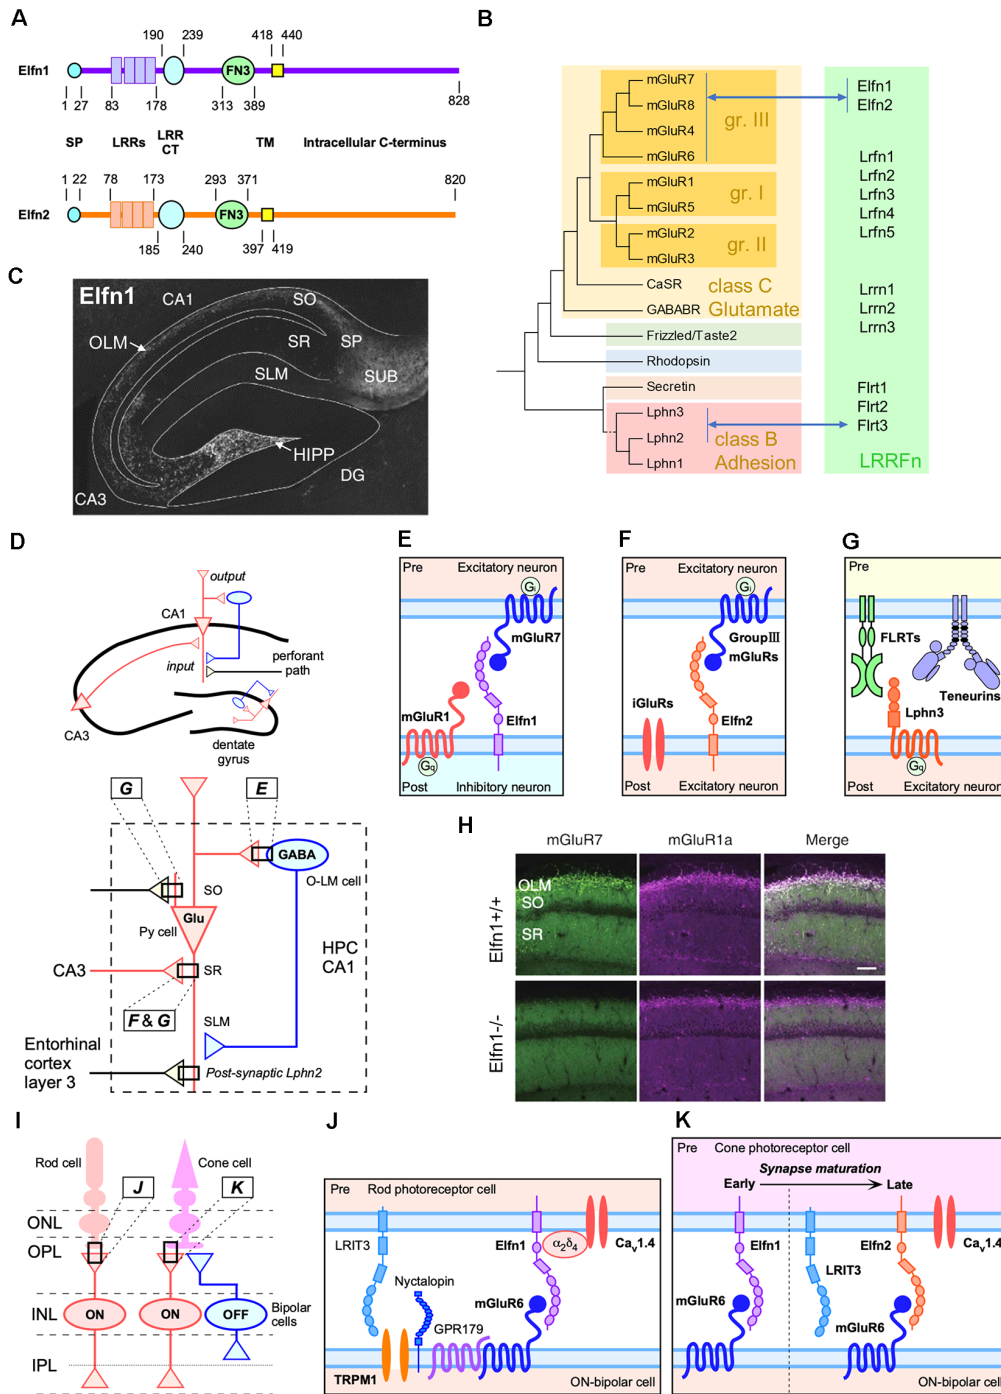 A
190 239 418 440
Elfn1
FN3
1 27 83 178 313 389 828
SP LRRs LRR CT TM Intracellular C-terminus
1 22 78 173 293 371 820
Elfn2
FN3
185 240 397 419
B
mGluR7
mGluR8
mGluR4
mGluR6
gr. III
mGluR1
mGluR5
gr. I
mGluR2
mGluR3
gr. II
CaSR
GABABR
class C
Glutamate
Frizzled/Taste2
Rhodopsin
Secretin
Lphn3
Lphn2
Lphn1
class B
Adhesion
Elfn1
Elfn2
Lrfn1
Lrfn2
Lrfn3
Lrfn4
Lrfn5
Lrrn1
Lrrn2
Lrrn3
Flrt1
Flrt2
Flrt3
LRRFn
C
Elfn1
CA1
SO
OLM
SR
SP
SLM
SUB
HIPP
DG
CA3
D
output
CA1
input
perforant
path
CA3
dentate
gyrus
G
E
GABA
O-LM cell
SO
Glu
Py cell
HPC
CA1
CA3
SR
F & G
SLM
Entorhinal
cortex
layer 3
Post-synaptic Lphn2
E
Pre Excitatory neuron
Gi
mGluR7
mGluR1
Elfn1
Gq
Post Inhibitory neuron
F
Pre Excitatory neuron
Gi
GroupIII
mGluRs
iGluRs
Elfn2
Post Excitatory neuron
G
Pre
FLRTs
Teneurins
Lphn3
Gq
Post Excitatory neuron
H
mGluR7 mGluR1a Merge
Elfn1+/+
OLM
SO
SR
Elfn1-/-
I
Rod cell
Cone cell
J
K
ONL
OPL
INL
ON
ON
OFF
Bipolar
cells
IPL
J
Pre Rod photoreceptor cell
LRIT3
Elfn1
α2δ4
Cav1.4
Nyctalopin
mGluR6
GPR179
TRPM1
ON-bipolar cell
K
Pre Cone photoreceptor cell
Synapse maturation
Early Late
Elfn1
Elfn2
Cav1.4
LRIT3
mGluR6
mGluR6
ON-bipolar cell